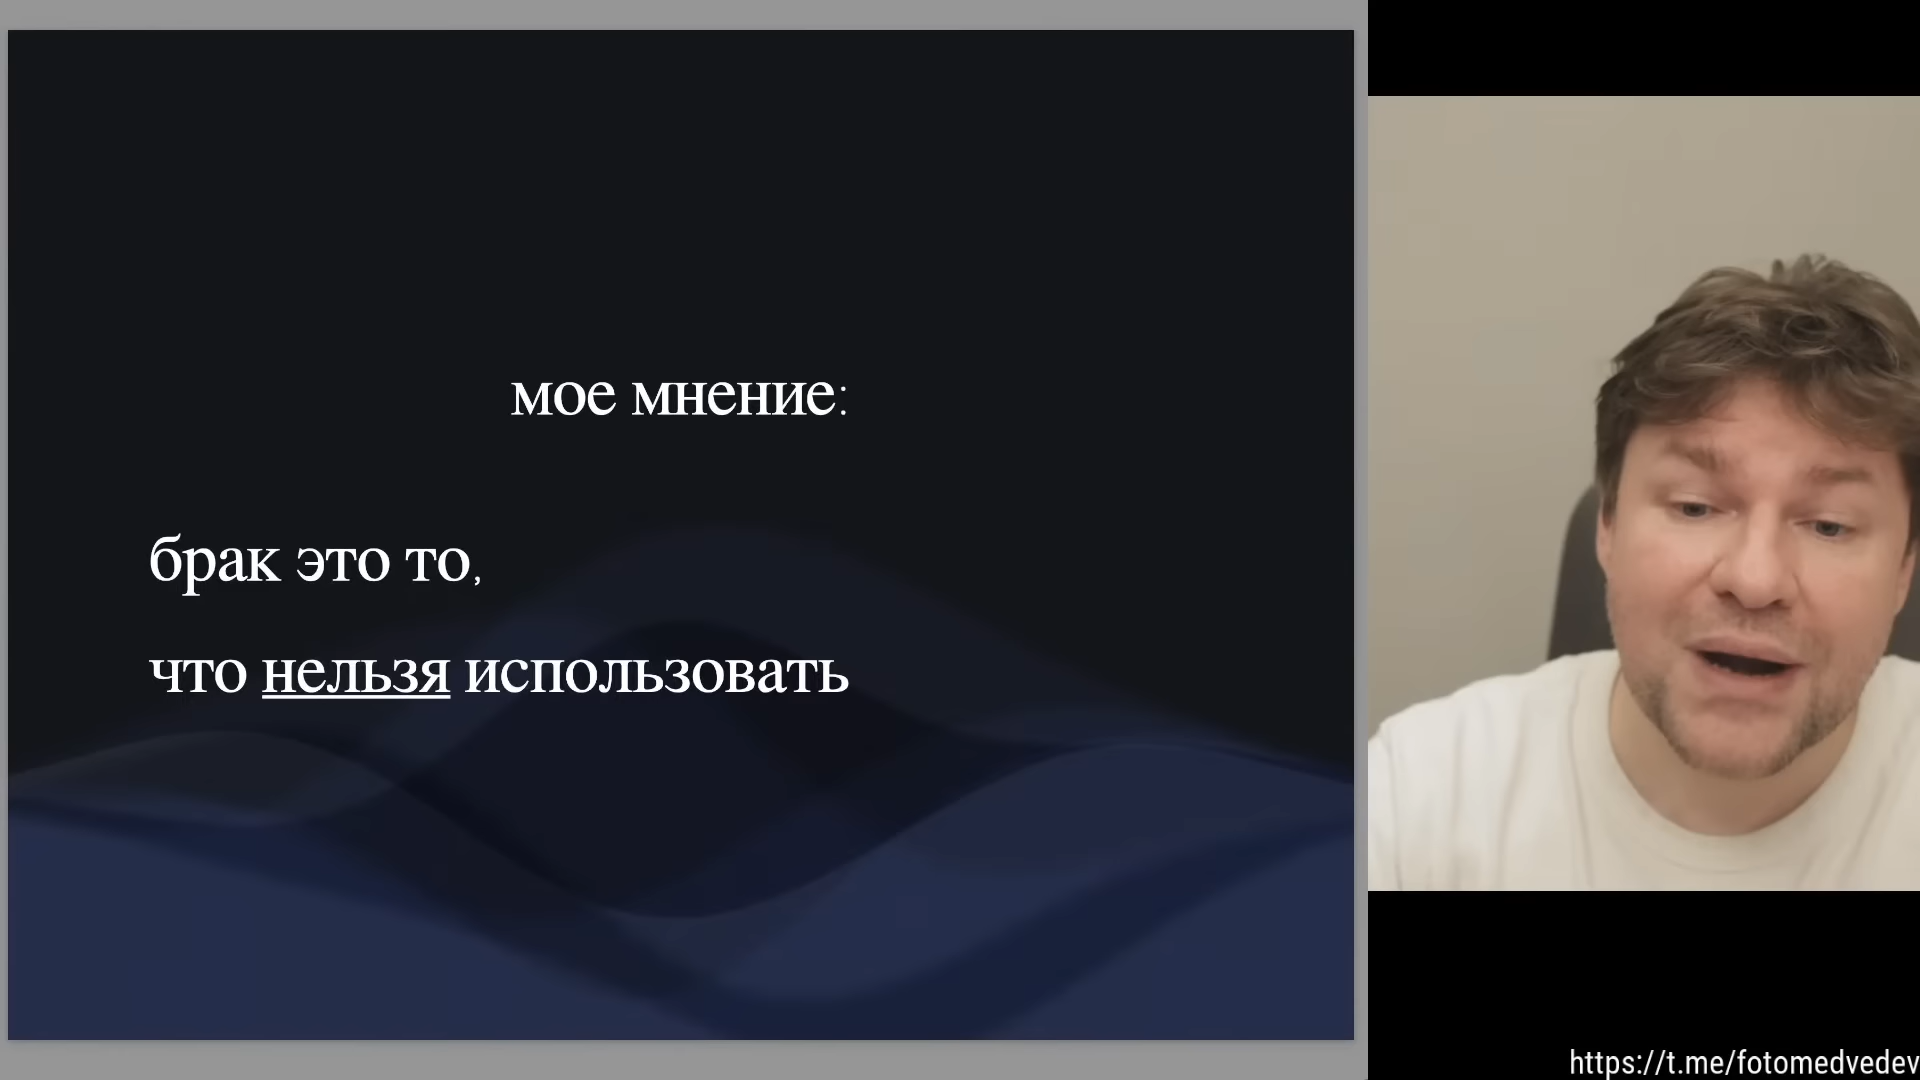 мое мнение:
брак это то,
что нельзя использовать
https://t.me/fotomedvedev